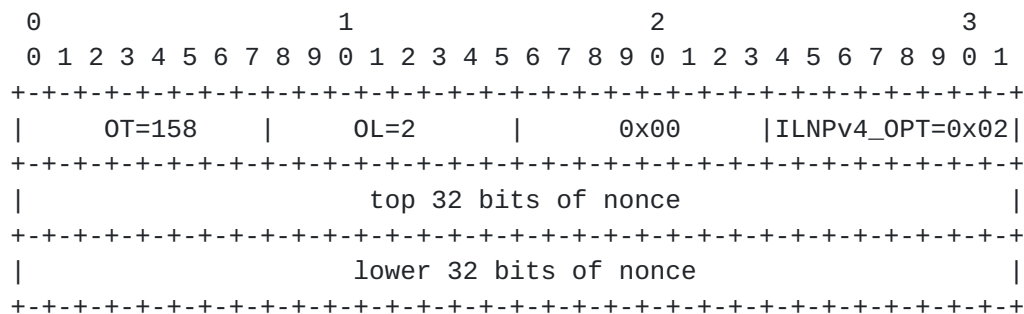 0                   1                   2                   3
0 1 2 3 4 5 6 7 8 9 0 1 2 3 4 5 6 7 8 9 0 1 2 3 4 5 6 7 8 9 0 1
+-+-+-+-+-+-+-+-+-+-+-+-+-+-+-+-+-+-+-+-+-+-+-+-+-+-+-+-+-+-+-+-+
|     OT=158    |     OL=2      |      0x00     |ILNPv4_OPT=0x02|
+-+-+-+-+-+-+-+-+-+-+-+-+-+-+-+-+-+-+-+-+-+-+-+-+-+-+-+-+-+-+-+-+
|                      top 32 bits of nonce                     |
+-+-+-+-+-+-+-+-+-+-+-+-+-+-+-+-+-+-+-+-+-+-+-+-+-+-+-+-+-+-+-+-+
|                     lower 32 bits of nonce                    |
+-+-+-+-+-+-+-+-+-+-+-+-+-+-+-+-+-+-+-+-+-+-+-+-+-+-+-+-+-+-+-+-+